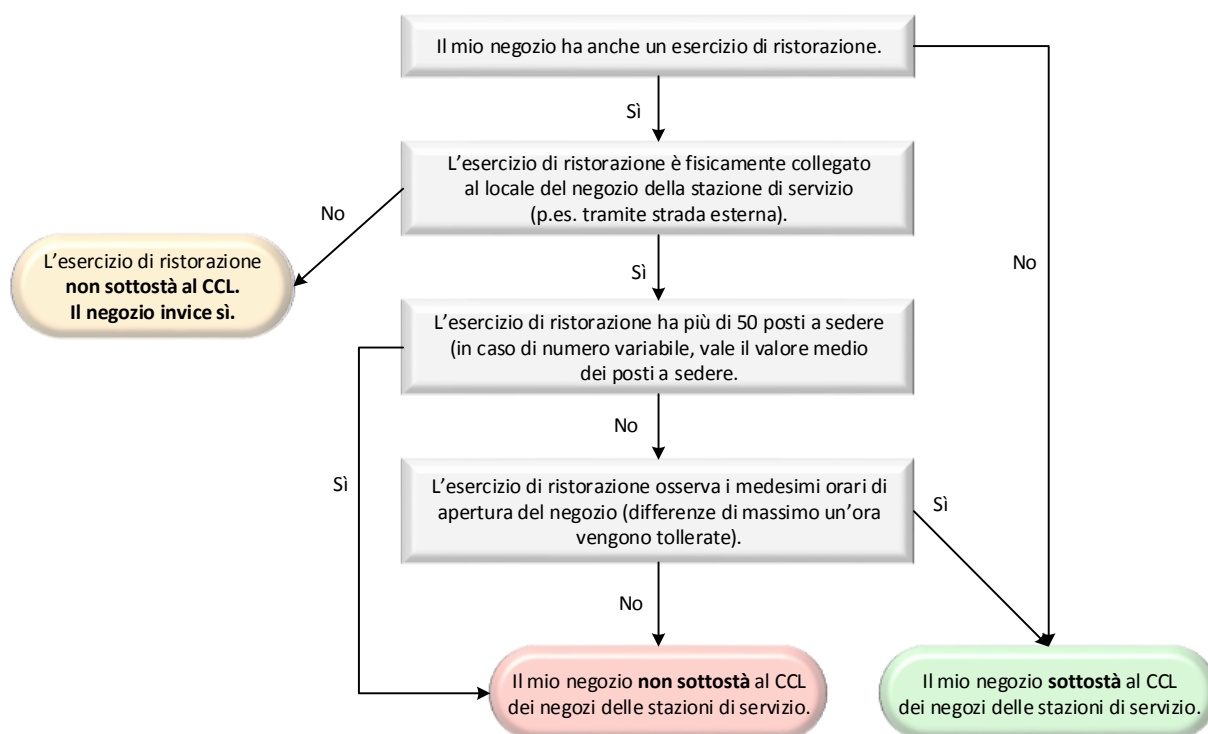 Il mio negozio ha anche un esercizio di ristorazione.
Sì
L'esercizio di ristorazione è fisicamente collegato
al locale del negozio della stazione di servizio
(p.es. tramite strada esterna).
No
No
L'esercizio di ristorazione
non sottostà al CCL.
Il negozio invice sì.
Sì
L'esercizio di ristorazione ha più di 50 posti a sedere
(in caso di numero variabile, vale il valore medio
dei posti a sedere.
No
Sì
L'esercizio di ristorazione osserva i medesimi orari di
apertura del negozio (differenze di massimo un'ora
vengono tollerate).
Sì
No
Il mio negozio non sottostà al CCL
dei negozi delle stazioni di servizio.
Il mio negozio sottostà al CCL
dei negozi delle stazioni di servizio.